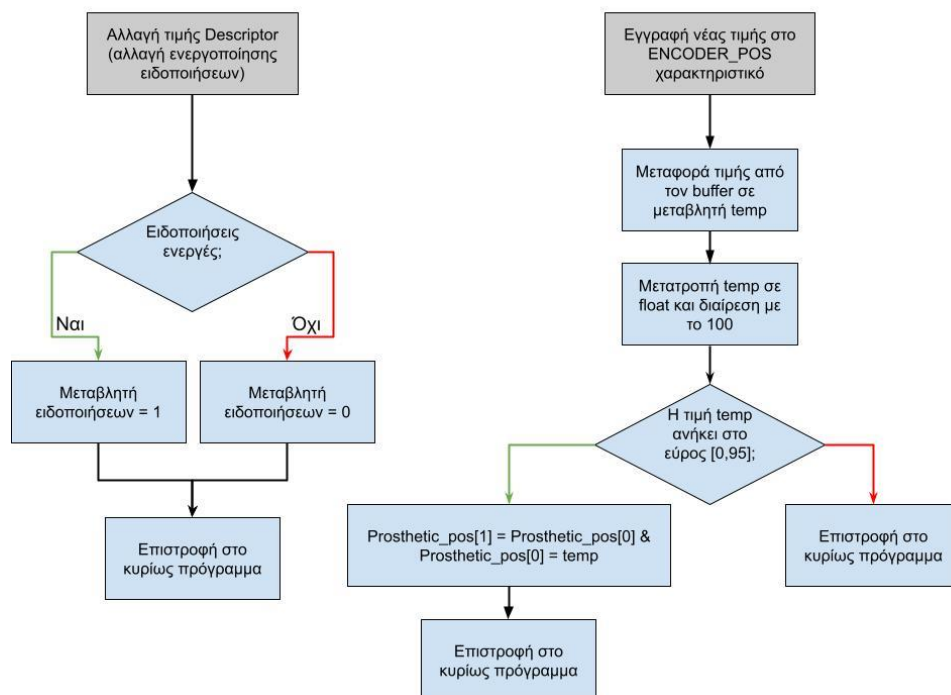 Αλλαγή τιμής Descriptor
(αλλαγή ενεργοποίησης
ειδοποιήσεων)
Ειδοποιήσεις
ενεργές;
Ναι
Όχι
Μεταβλητή
ειδοποιήσεων = 1
Μεταβλητή
ειδοποιήσεων = 0
Επιστροφή στο
κυρίως πρόγραμμα
Εγγραφή νέας τιμής στο
ENCODER_POS
χαρακτηριστικό
Μεταφορά τιμής από
τον buffer σε
μεταβλητή temp
Μετατροπή temp σε
float και διαίρεση με
το 100
Η τιμή temp
ανήκει στο
εύρος [0,95];
Prosthetic_pos[1] = Prosthetic_pos[0] &
Prosthetic_pos[0] = temp
Επιστροφή στο
κυρίως πρόγραμμα
Επιστροφή στο
κυρίως πρόγραμμα